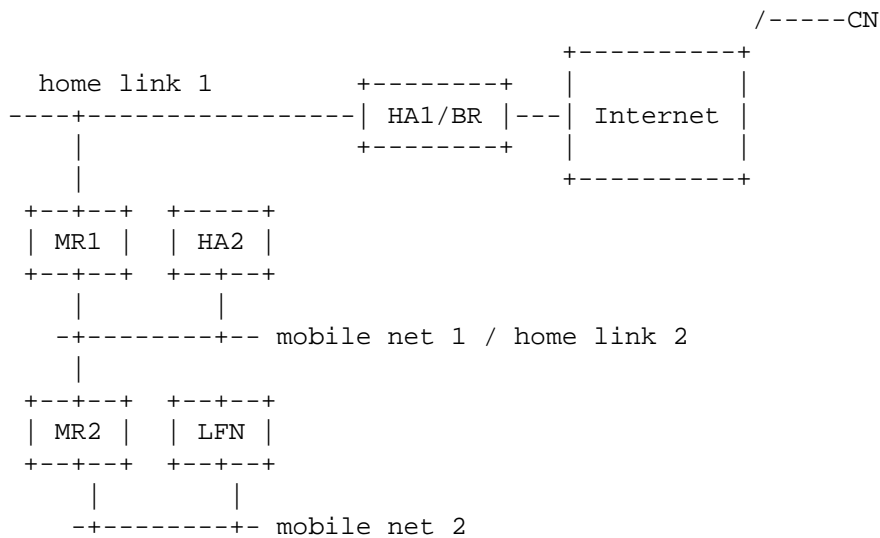 /-----CN
+----------+
home link 1 +--------+ | |
----+-----------------| HA1/BR |---| Internet |
| +--------+ | |
| +----------+
+--+--+ +-----+
| MR1 | | HA2 |
+--+--+ +--+--+
| |
-+--------+-- mobile net 1 / home link 2
|
+--+--+ +--+--+
| MR2 | | LFN |
+--+--+ +--+--+
| |
-+--------+- mobile net 2